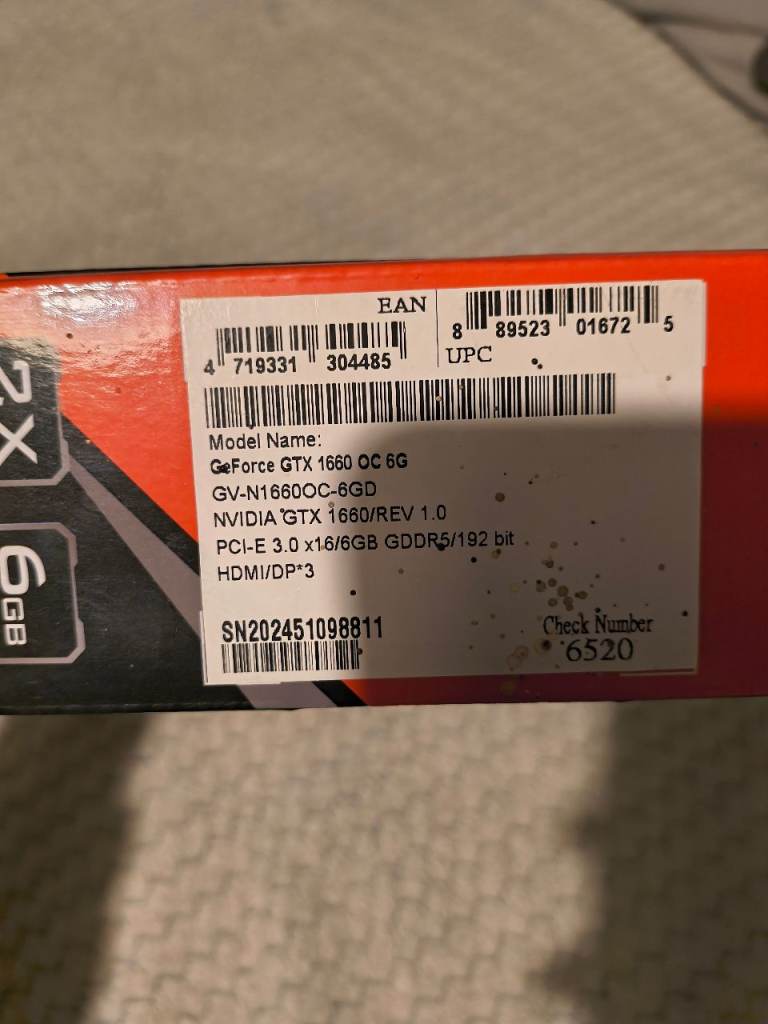 2X
6GB
EAN
4 719331 304485
8 89523 01672 5
UPC
Model Name:
GeForce GTX 1660 OC 6G
GV-N1660OC-6GD
NVIDIA GTX 1660/REV 1.0
PCI-E 3.0 x16/6GB GDDR5/192 bit
HDMI/DP*3
SN202451098811
Check Number
6520